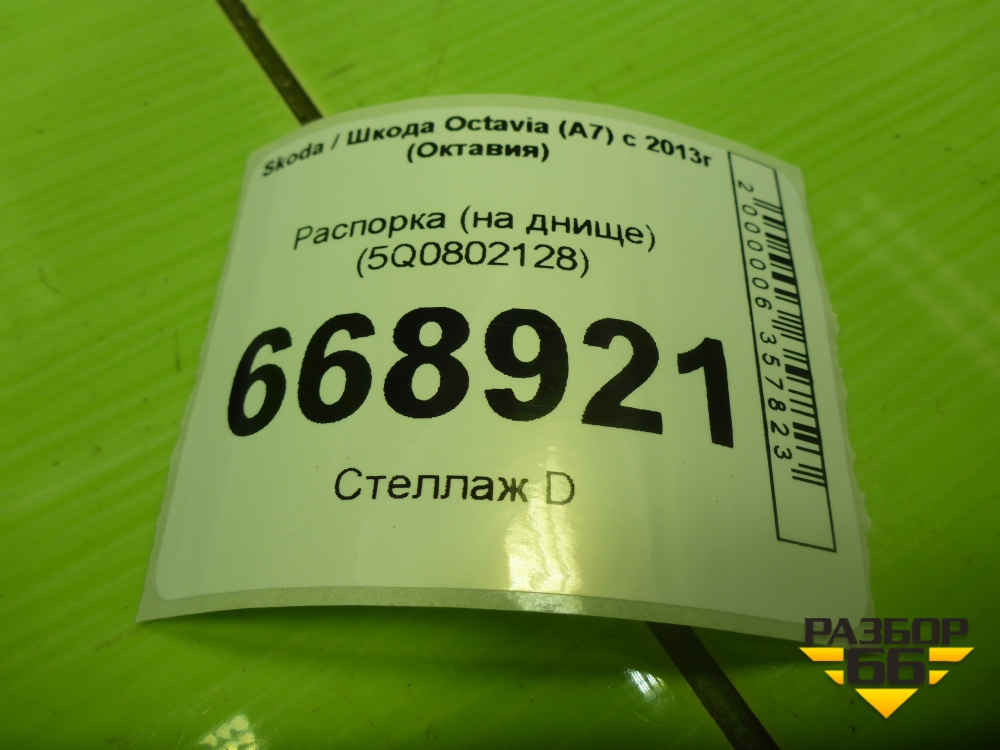 Skoda / Шкода Octavia (A7) с 2013г
(Октавия)
Распорка (на днище)
(5Q0802128)
668921
Стеллаж D
2000006357823
РАЗБОР
66